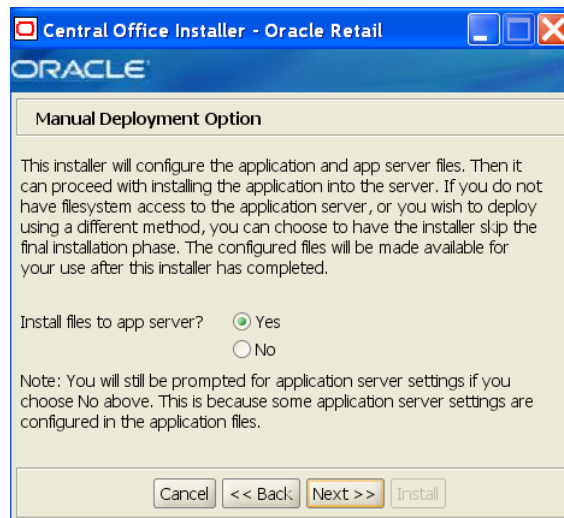 Central Office Installer - Oracle Retail
ORACLE
Manual Deployment Option
This installer will configure the application and app server files. Then it
can proceed with installing the application into the server. If you do not
have filesystem access to the application server, or you wish to deploy
using a different method, you can choose to have the installer skip the
final installation phase. The configured files will be made available for
your use after this installer has completed.
Install files to app server? Yes
No
Note: You will still be prompted for application server settings if you
choose No above. This is because some application server settings are
configured in the application files.
Cancel << Back Next >> Install